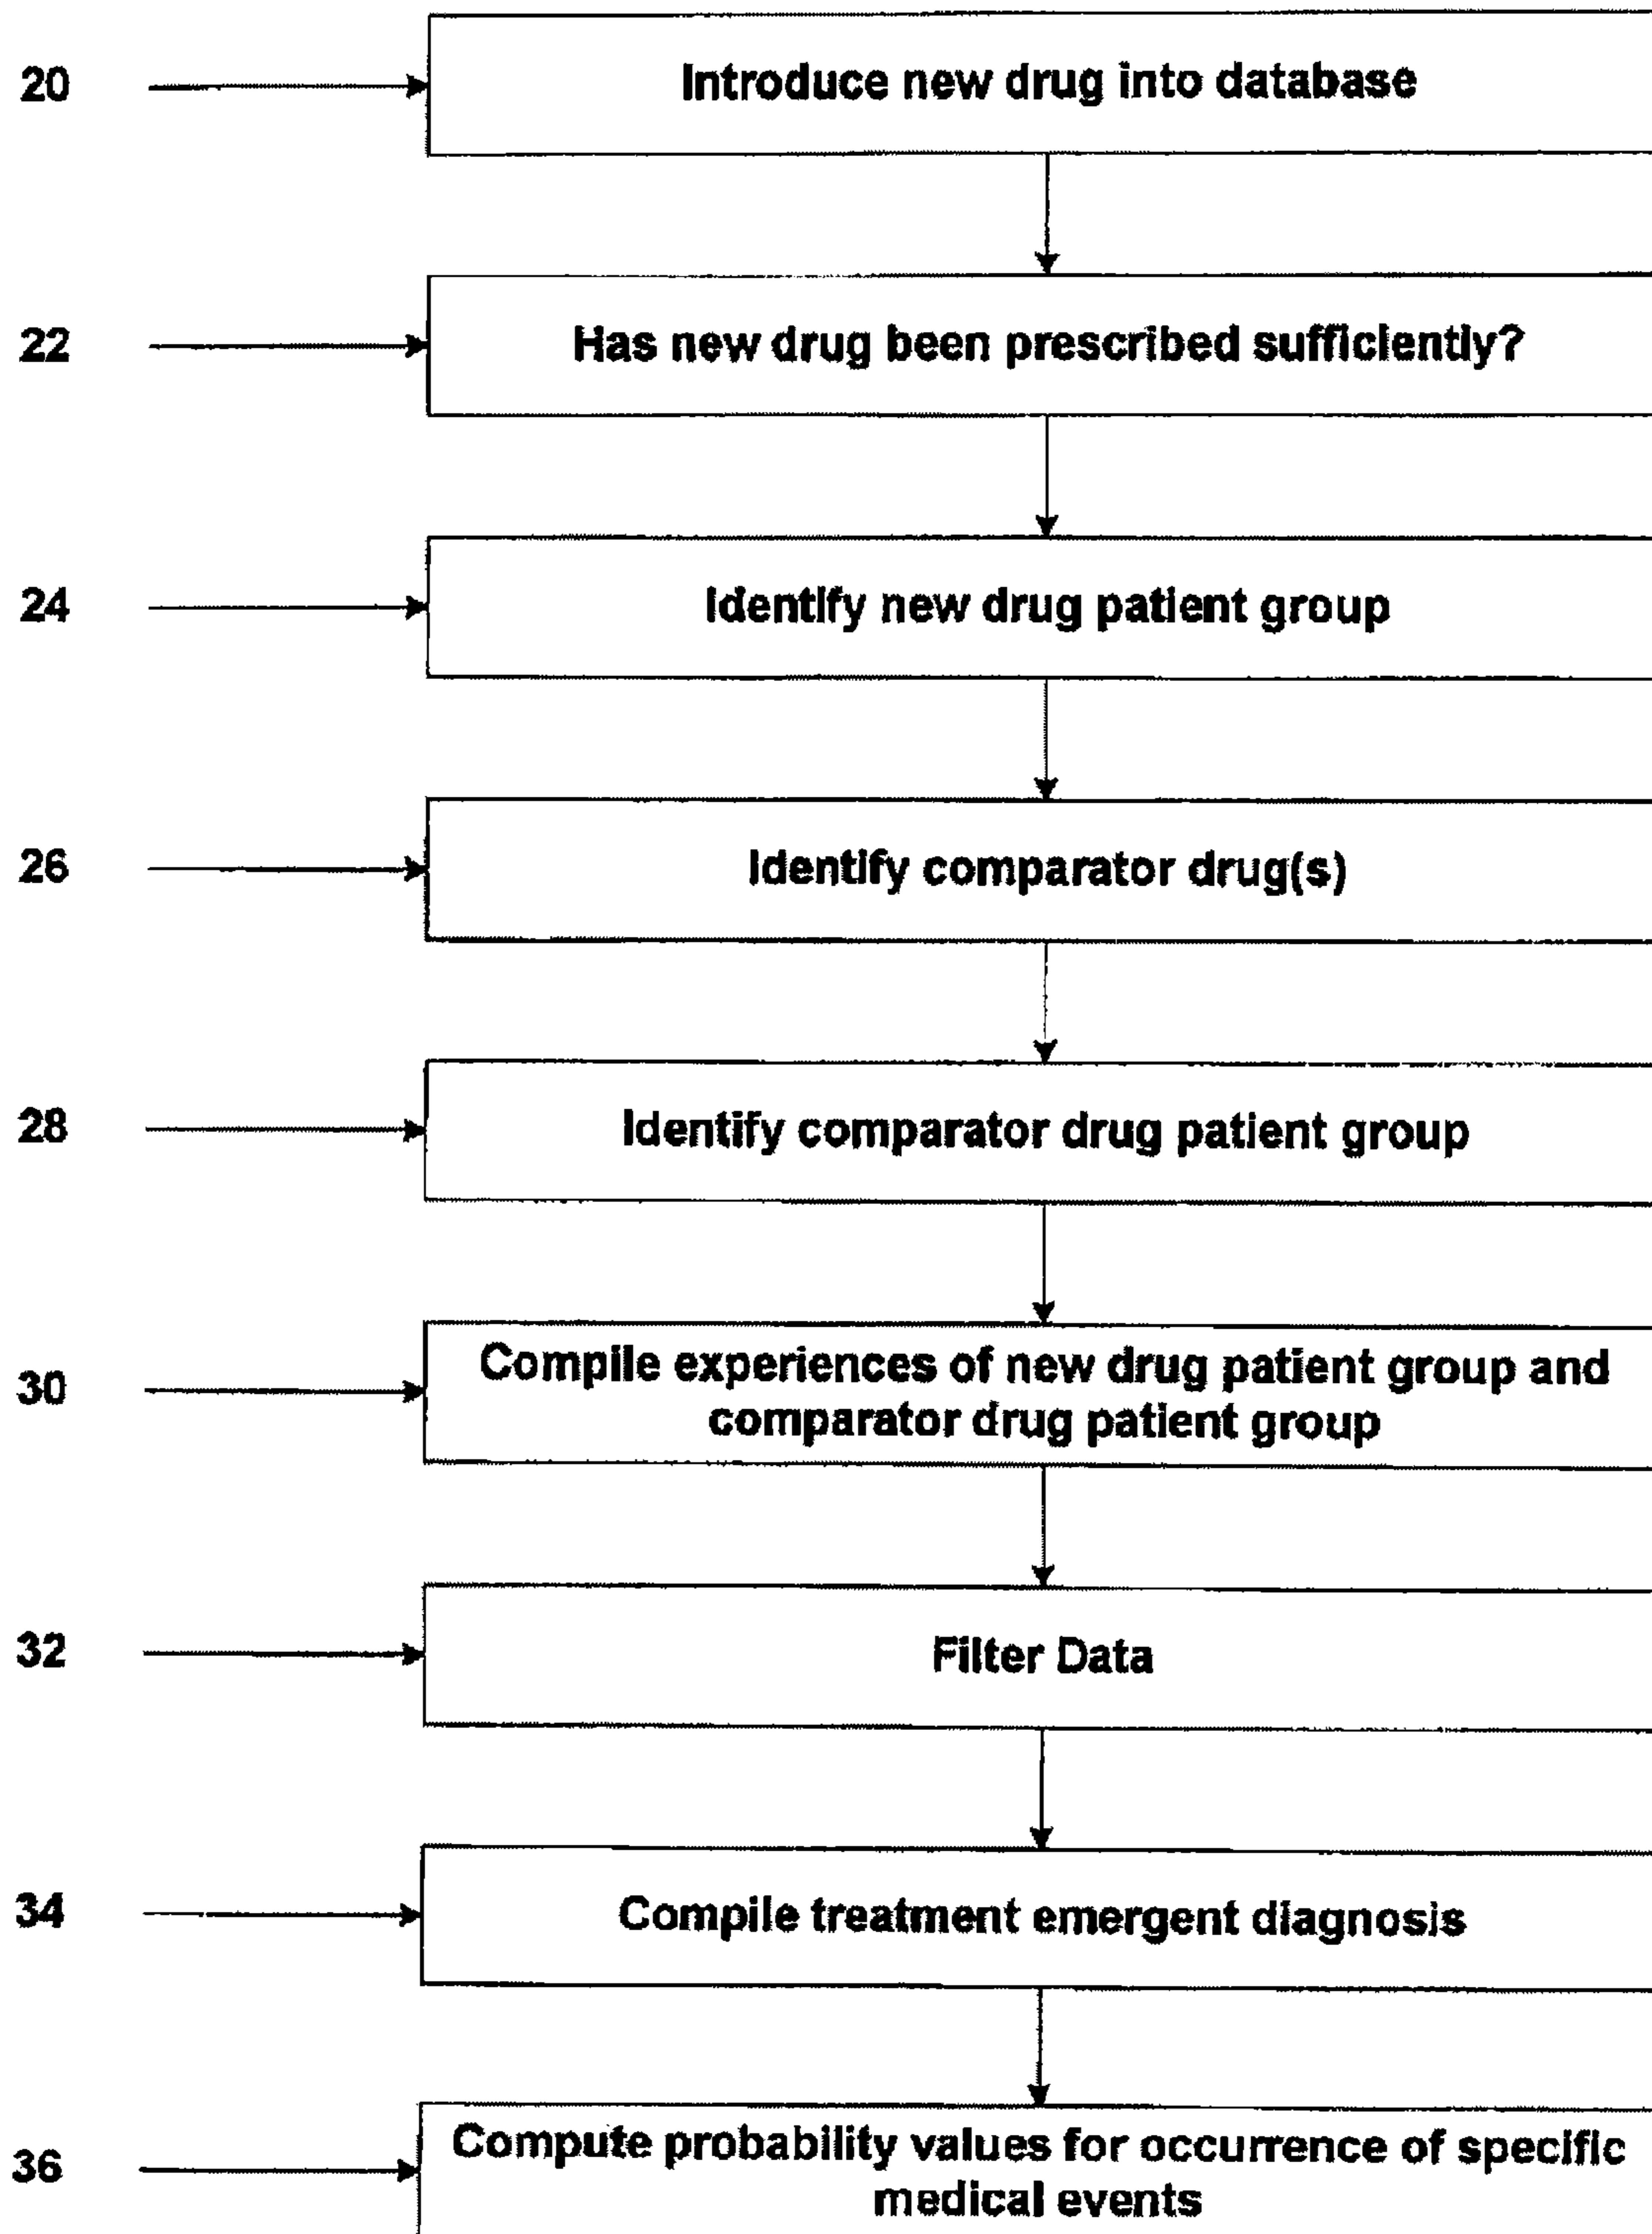 20
Introduce new drug into database
22
Has new drug been prescribed sufficiently?
24
Identify new drug patient group
26
Identify comparator drug(s)
28
Identify comparator drug patient group
30
Compile experiences of new drug patient group and
comparator drug patient group
32
Filter Data
34
Compile treatment emergent diagnosis
36
Compute probability values for occurrence of specific
medical events